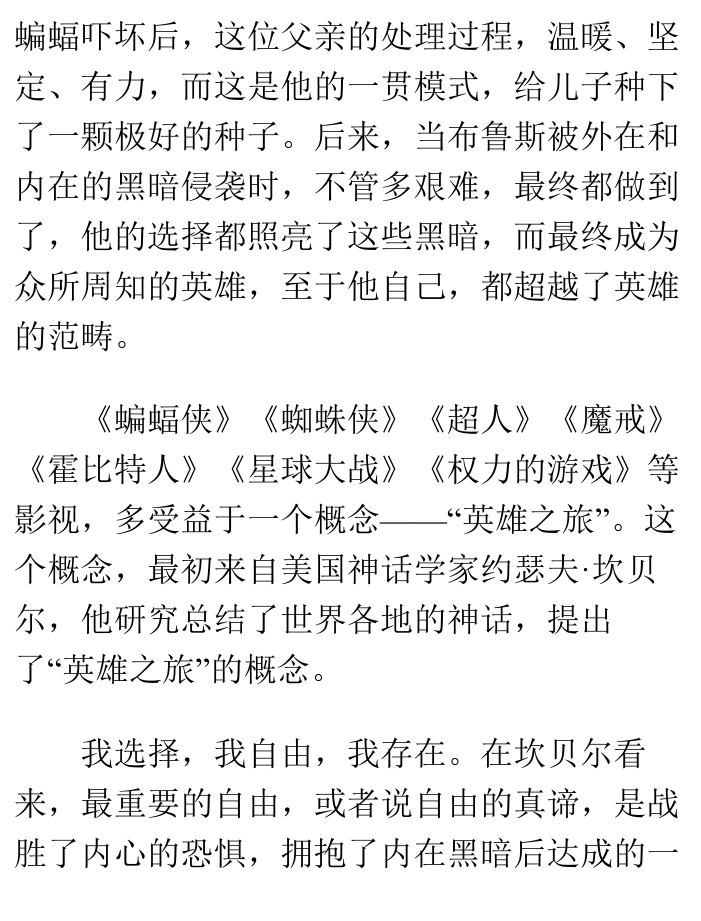 蝙蝠吓坏后，这位父亲的处理过程，温暖、坚
定、有力，而这是他的一贯模式，给儿子种下
了一颗极好的种子。后来，当布鲁斯被外在和
内在的黑暗侵袭时，不管多艰难，最终都做到
了，他的选择都照亮了这些黑暗，而最终成为
众所周知的英雄，至于他自己，都超越了英雄
的范畴。
《蝙蝠侠》《蜘蛛侠》《超人》《魔戒》
《霍比特人》《星球大战》《权力的游戏》等
影视，多受益于一个概念——“英雄之旅”。这
个概念，最初来自美国神话学家约瑟夫·坎贝
尔，他研究总结了世界各地的神话，提出
了“英雄之旅”的概念。
我选择，我自由，我存在。在坎贝尔看
来，最重要的自由，或者说自由的真谛，是战
胜了内心的恐惧，拥抱了内在黑暗后达成的一